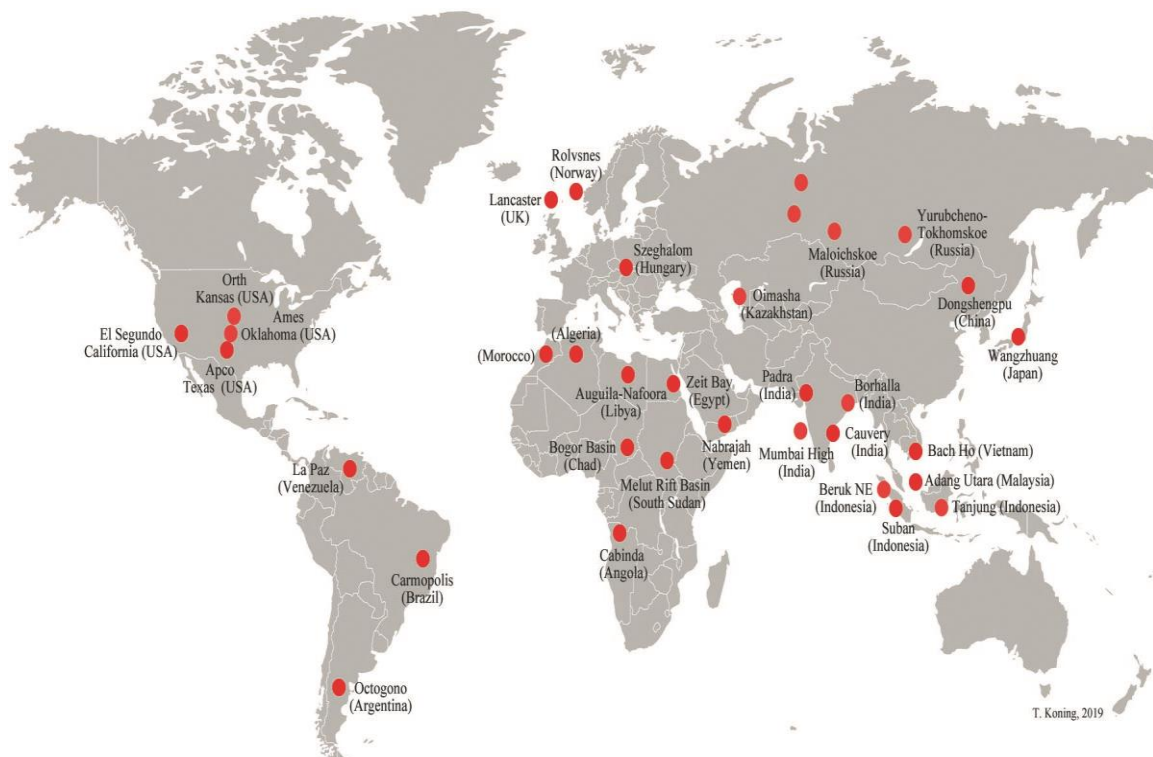 Rolvsnes
(Norway)
Lancaster
(UK)
Yurubcheno-
Tokhomskoe
(Russia)
Maloichskoe
(Russia)
Szeghalom
(Hungary)
Orth
Kansas (USA)
Ames
Oklahoma (USA)
El Segundo
California (USA)
Apco
Texas (USA)
Oimasha
(Kazakhstan)
Dongshengpu
(China)
Wangzhuang
(Japan)
(Algeria)
(Morocco)
Auguila-Nafoora
(Libya)
Zeit Bay
(Egypt)
Padra
(India)
Borhalla
(India)
Nabrajah
(Yemen)
Mumbai High
(India)
Cauvery
(India)
Bach Ho (Vietnam)
Bogor Basin
(Chad)
Melut Rift Basin
(South Sudan)
La Paz
(Venezuela)
Beruk NE
(Indonesia)
Adang Utara (Malaysia)
Tanjung (Indonesia)
Suban
(Indonesia)
Cabinda
(Angola)
Carmopolis
(Brazil)
Octogono
(Argentina)
T. Koning, 2019